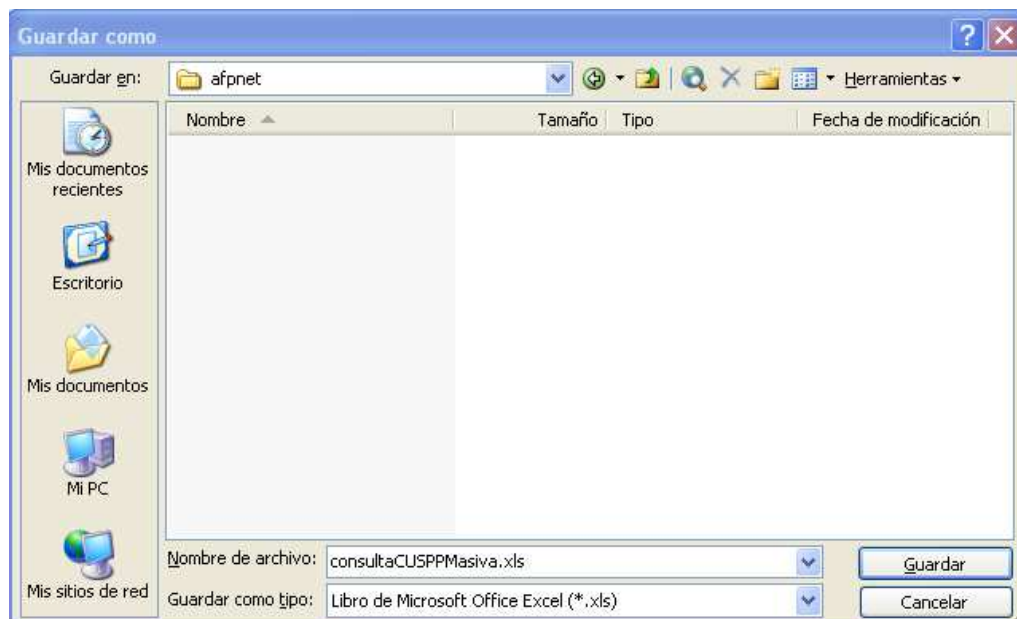 Guardar como
Guardar en: afpnet Herramientas
Nombre Tamaño Tipo Fecha de modificación
Mis documentos
recientes
Escritorio
Mis documentos
Mi PC
Mis sitios de red
Nombre de archivo: consultaCUSPPMasiva.xls Guardar
Guardar como tipo: Libro de Microsoft Office Excel (*.xls) Cancelar